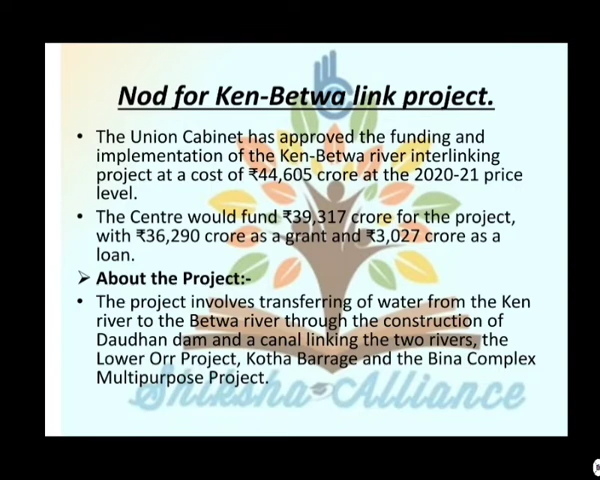 Nod for Ken-Betwa link project.
• The Union Cabinet has approved the funding and
implementation of the Ken-Betwa river interlinking
project at a cost of ₹44,605 crore at the 2020-21 price
level.
• The Centre would fund ₹39,317 crore for the project,
with ₹36,290 crore as a grant and ₹3,027 crore as a
loan.
➢ About the Project:-
• The project involves transferring of water from the Ken
river to the Betwa river through the construction of
Daudhan dam and a canal linking the two rivers, the
Lower Orr Project, Kotha Barrage and the Bina Complex
Multipurpose Project.
Shiksha Alliance